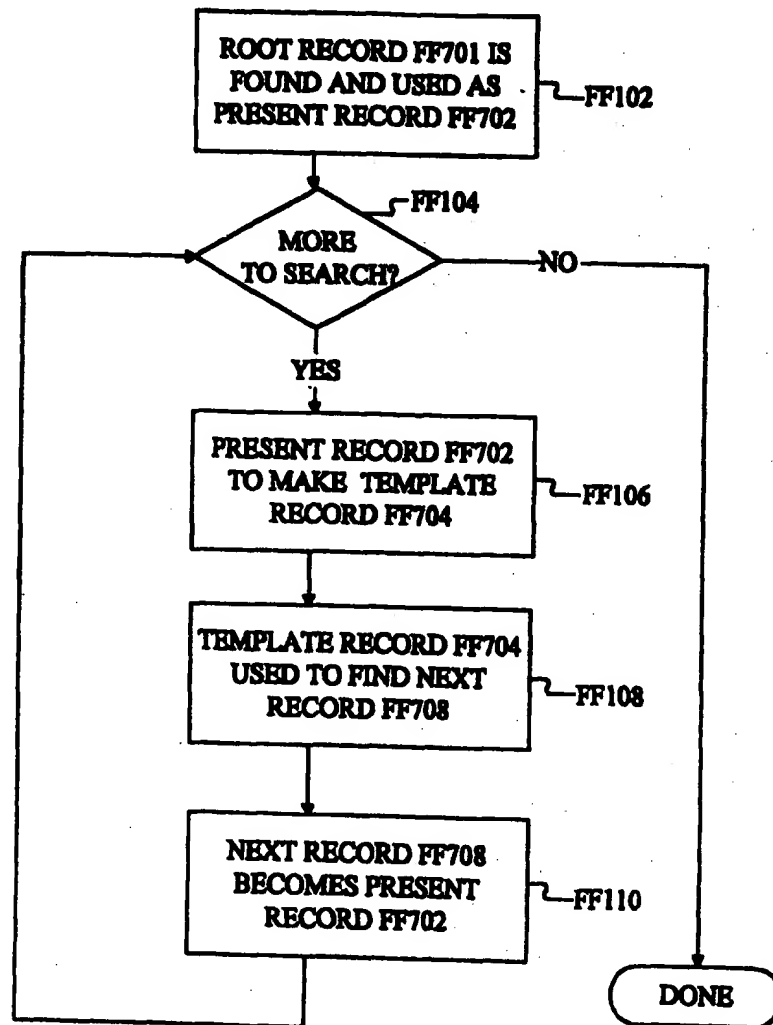 ROOT RECORD FF701 IS
FOUND AND USED AS
PRESENT RECORD FF702
FF102
FF104
MORE
TO SEARCH?
NO
YES
PRESENT RECORD FF702
TO MAKE TEMPLATE
RECORD FF704
FF106
TEMPLATE RECORD FF704
USED TO FIND NEXT
RECORD FF708
FF108
NEXT RECORD FF708
BECOMES PRESENT
RECORD FF702
FF110
DONE